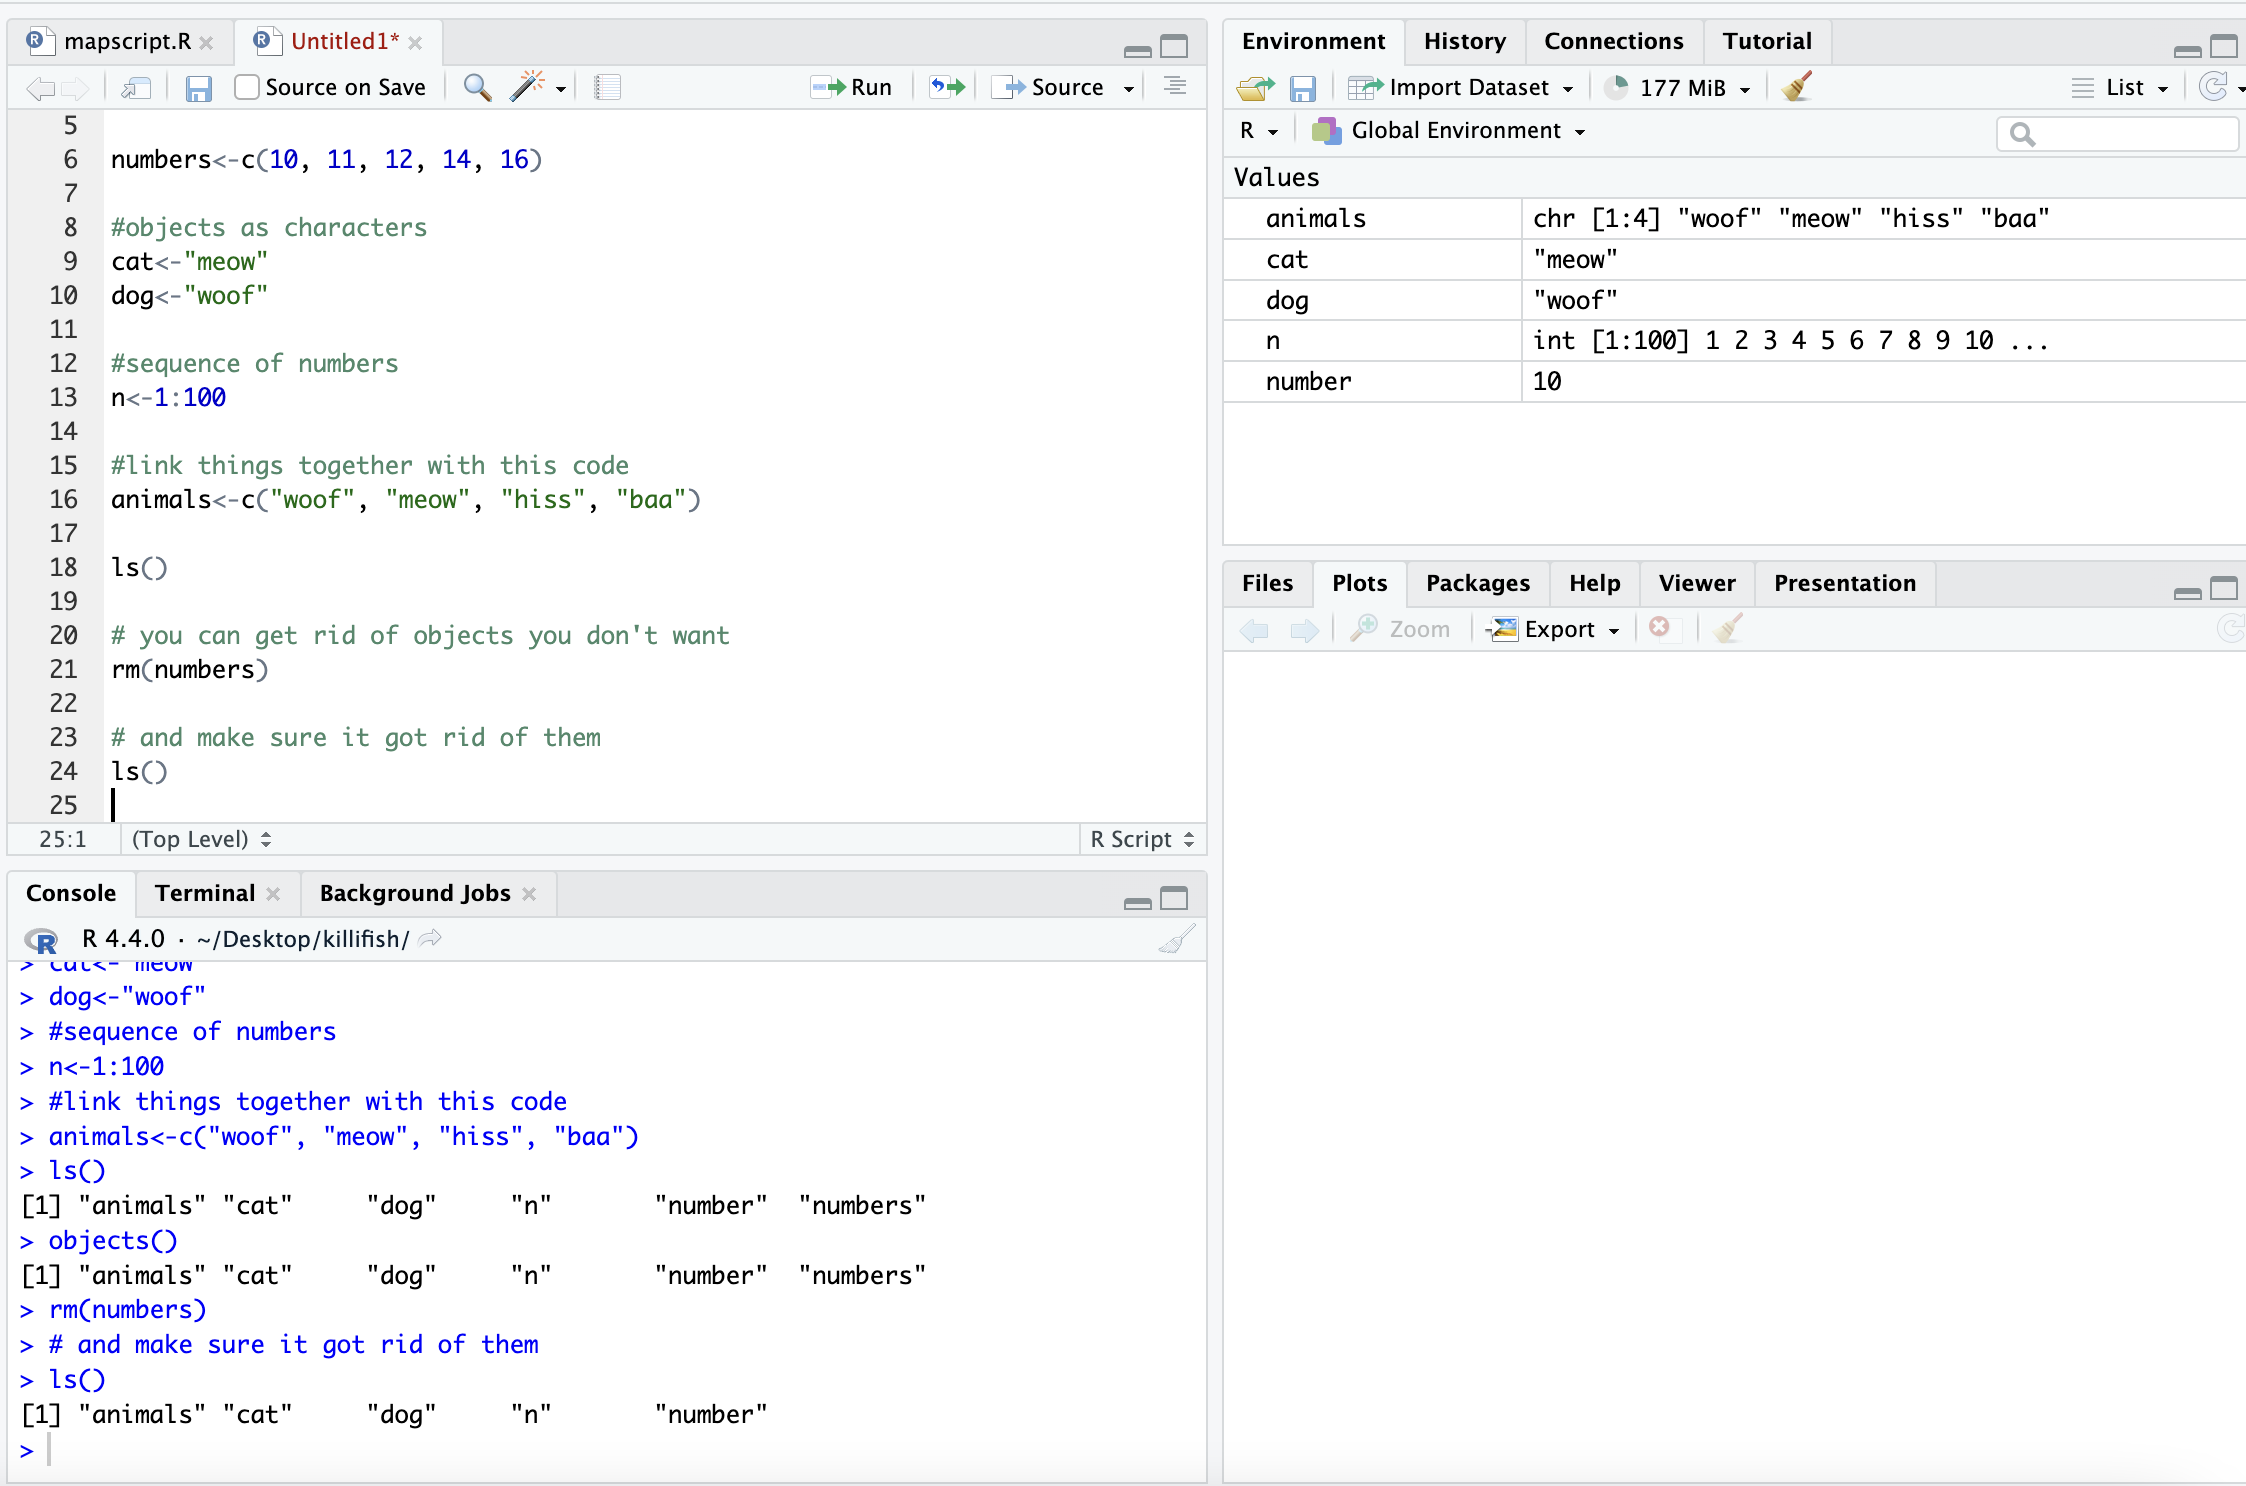 mapscript.R
Untitled1*
Source on Save
Run
Source
5
6 numbers<-c(10, 11, 12, 14, 16)
7
8 #objects as characters
9 cat<-"meow"
10 dog<-"woof"
11
12 #sequence of numbers
13 n<-1:100
14
15 #link things together with this code
16 animals<-c("woof", "meow", "hiss", "baa")
17
18 ls()
19
20 # you can get rid of objects you don't want
21 rm(numbers)
22
23 # and make sure it got rid of them
24 ls()
25
25:1 (Top Level) R Script
Console Terminal Background Jobs
R 4.4.0 · ~/Desktop/killifish/
> cat<-"meow"
> dog<-"woof"
> #sequence of numbers
> n<-1:100
> #link things together with this code
> animals<-c("woof", "meow", "hiss", "baa")
> ls()
[1] "animals" "cat" "dog" "n" "number" "numbers"
> objects()
[1] "animals" "cat" "dog" "n" "number" "numbers"
> rm(numbers)
> # and make sure it got rid of them
> ls()
[1] "animals" "cat" "dog" "n" "number"
>
Environment History Connections Tutorial
Import Dataset 177 MiB List
R Global Environment
Values
animals chr [1:4] "woof" "meow" "hiss" "baa"
cat "meow"
dog "woof"
n int [1:100] 1 2 3 4 5 6 7 8 9 10 ...
number 10
Files Plots Packages Help Viewer Presentation
Zoom Export